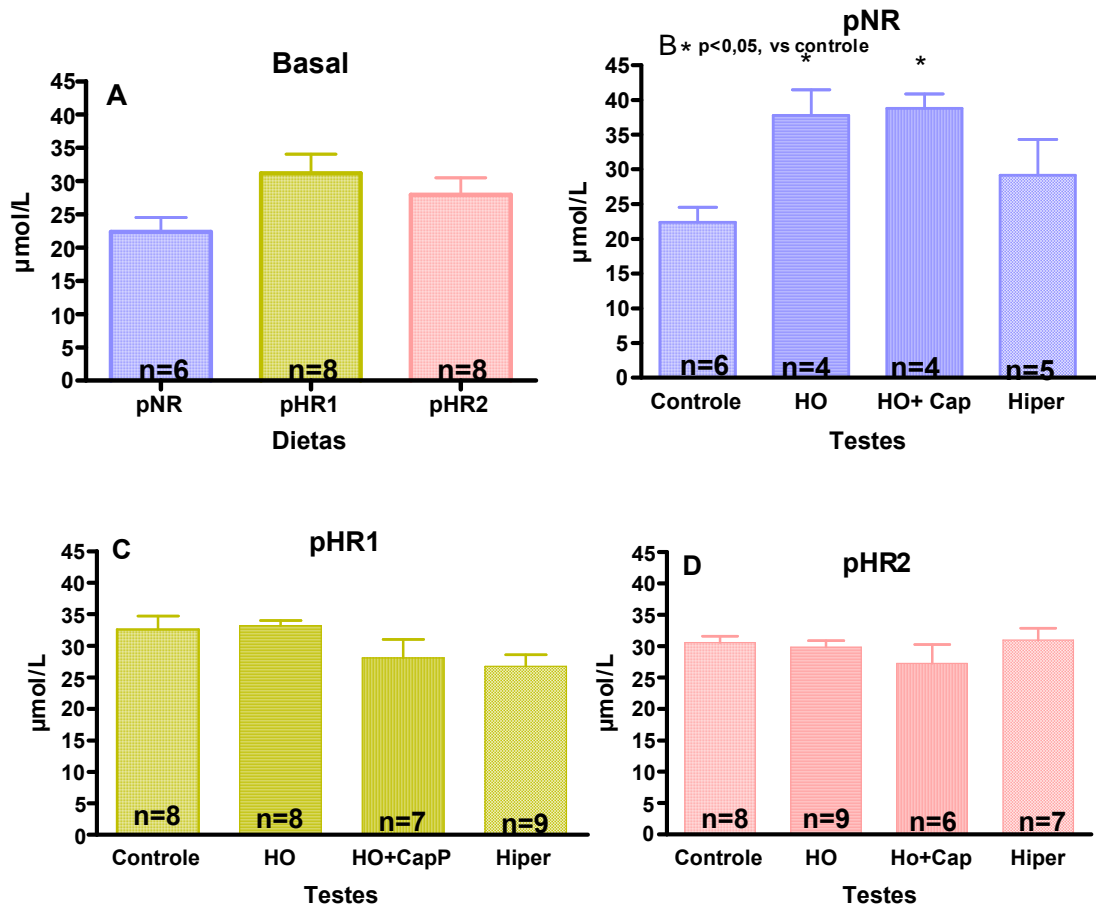 Basal
A
45
40
35
30
25
20
15
10
5
0
µmol/L
n=6 n=8 n=8
pNR pHR1 pHR2
Dietas
pNR
B * p<0,05, vs controle
* *
45
40
35
30
25
20
15
10
5
0
µmol/L
n=6 n=4 n=4 n=5
Controle HO HO+ Cap Hiper
Testes
pHR1
C
45
40
35
30
25
20
15
10
5
0
µmol/L
n=8 n=8 n=7 n=9
Controle HO HO+CapP Hiper
Testes
pHR2
D
45
40
35
30
25
20
15
10
5
0
µmol/L
n=8 n=9 n=6 n=7
Controle HO Ho+Cap Hiper
Testes